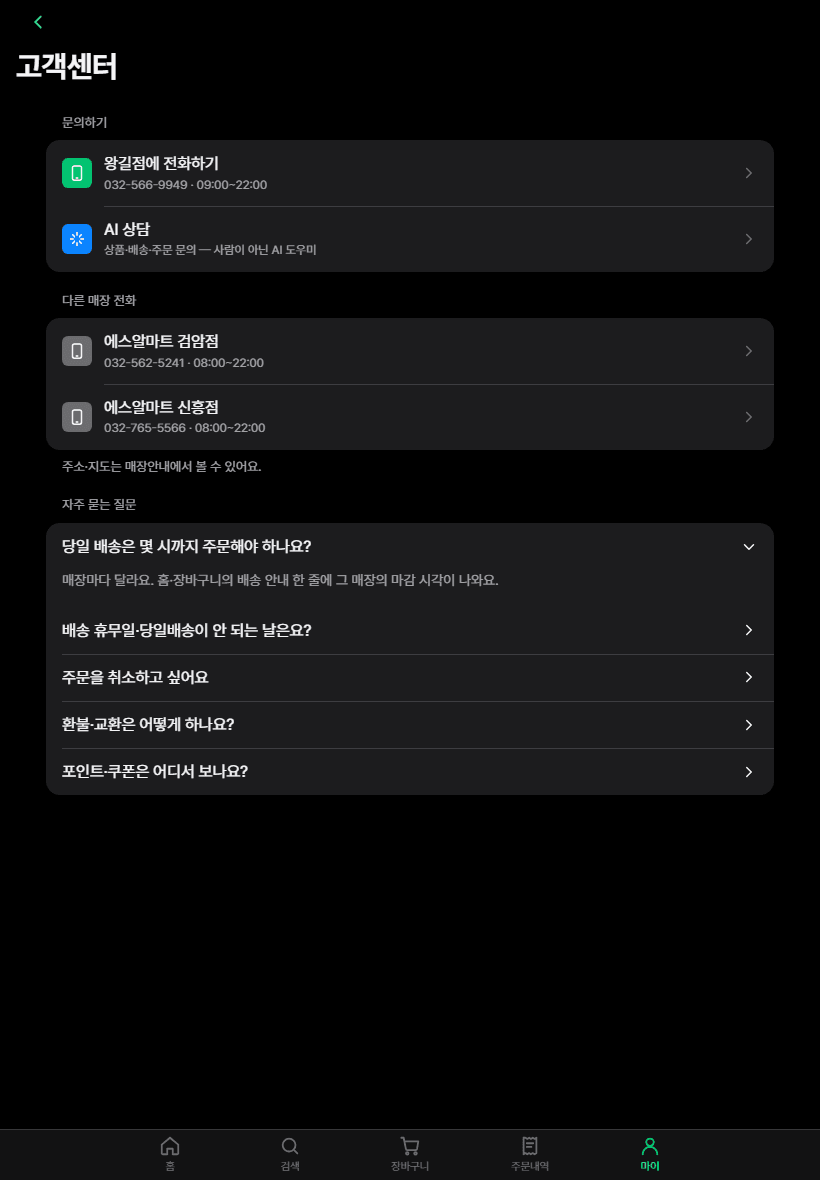 고객센터
문의하기
왕길점에 전화하기
032-566-9949 · 09:00~22:00
AI 상담
상품·배송·주문 문의 — 사람이 아닌 AI 도우미
다른 매장 전화
에스알마트 검암점
032-562-5241 · 08:00~22:00
에스알마트 신흥점
032-765-5566 · 08:00~22:00
주소·지도는 매장안내에서 볼 수 있어요.
자주 묻는 질문
당일 배송은 몇 시까지 주문해야 하나요?
매장마다 달라요. 홈·장바구니의 배송 안내 한 줄에 그 매장의 마감 시각이 나와요.
배송 휴무일·당일배송이 안 되는 날은요?
주문을 취소하고 싶어요
환불·교환은 어떻게 하나요?
포인트·쿠폰은 어디서 보나요?
홈
검색
장바구니
주문내역
마이